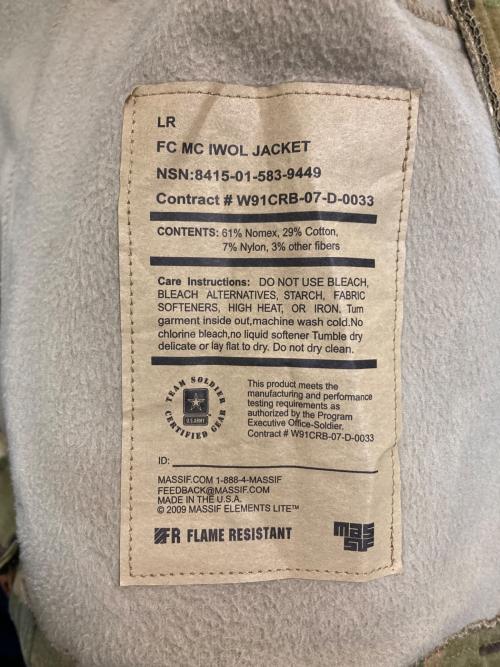 LR
FC MC IWOL JACKET
NSN:8415-01-583-9449
Contract # W91CRB-07-D-0033
CONTENTS: 61% Nomex, 29% Cotton,
7% Nylon, 3% other fibers
Care Instructions: DO NOT USE BLEACH,
BLEACH ALTERNATIVES, STARCH, FABRIC
SOFTENERS, HIGH HEAT, OR IRON. Turn
garment inside out,machine wash cold.No
chlorine bleach,no liquid softener Tumble dry
delicate or lay flat to dry. Do not dry clean.
TEAM SOLDIER
U.S.ARMY
CERTIFIED GEAR
This product meets the
manufacturing and performance
testing requirements as
authorized by the Program
Executive Office-Soldier.
Contract # W91CRB-07-D-0033
ID:
MASSIF.COM 1-888-4-MASSIF
FEEDBACK@MASSIF.COM
MADE IN THE U.S.A.
© 2009 MASSIF ELEMENTS LITE™
FR FLAME RESISTANT
mas
sif